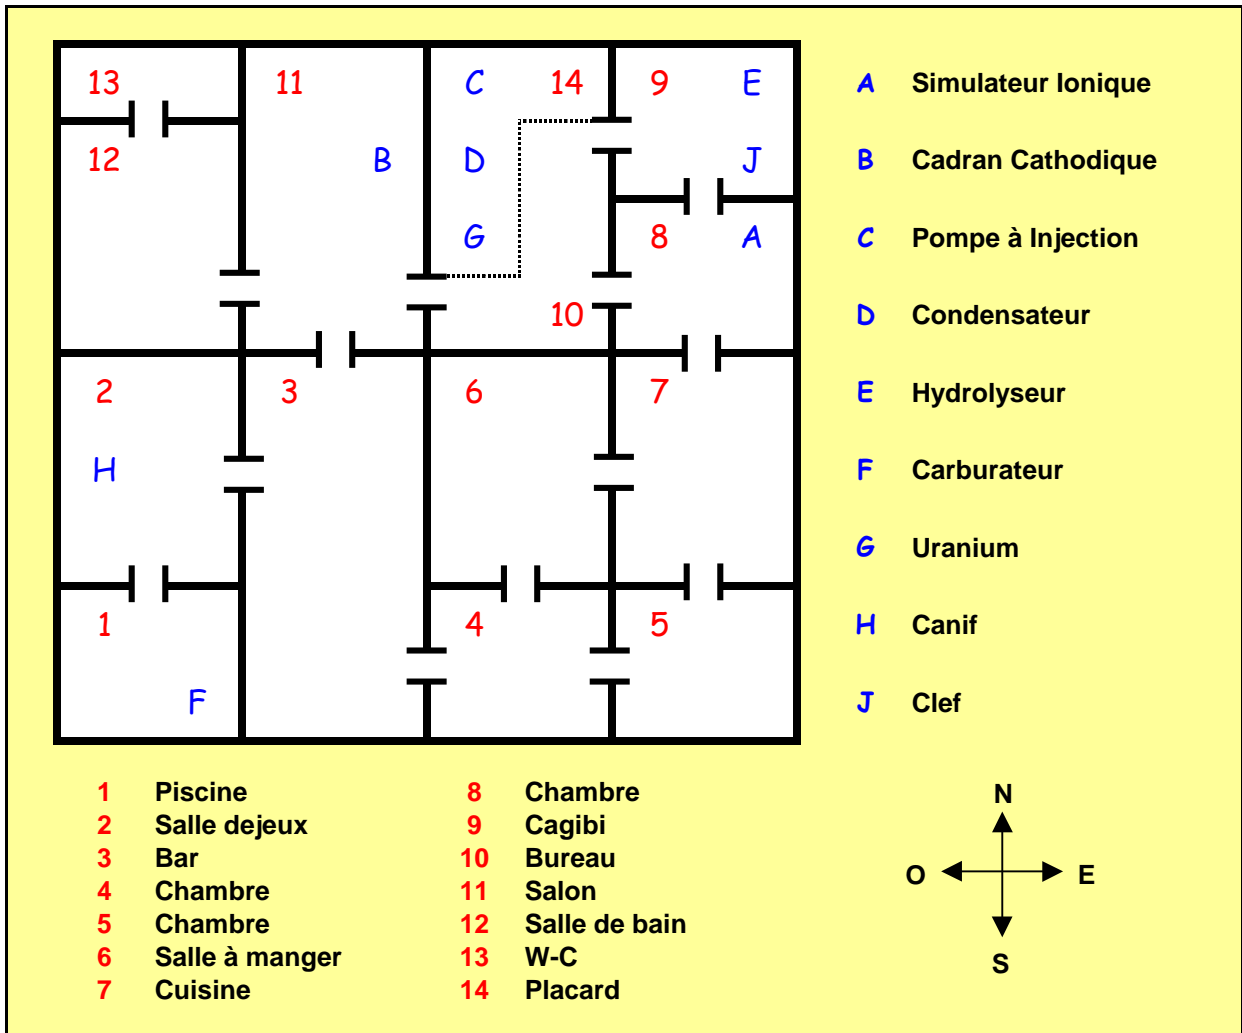 13 11 C 14 9 E A Simulateur Ionique
12 B D J B Cadran Cathodique
G 8 A C Pompe à Injection
10 D Condensateur
2 3 6 7 E Hydrolyseur
H F Carburateur
G Uranium
1 4 5 H Canif
F J Clef
1 Piscine
2 Salle dejeux
3 Bar
4 Chambre
5 Chambre
6 Salle à manger
7 Cuisine
8 Chambre
9 Cagibi
10 Bureau
11 Salon
12 Salle de bain
13 W-C
14 Placard
N
O E
S